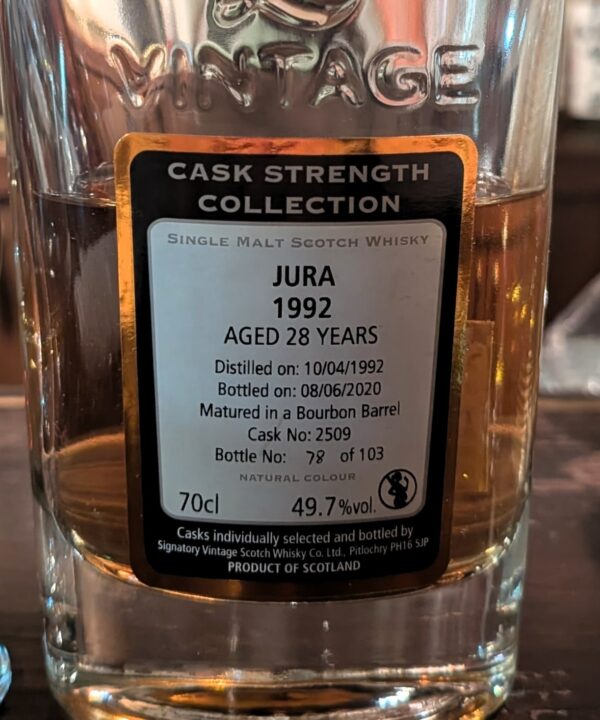 VINTAGE
CASK STRENGTH
COLLECTION
SINGLE MALT SCOTCH WHISKY
JURA
1992
AGED 28 YEARS
Distilled on: 10/04/1992
Bottled on: 08/06/2020
Matured in a Bourbon Barrel
Cask No: 2509
Bottle No: 78 of 103
NATURAL COLOUR
70cl 49.7%vol.
Casks individually selected and bottled by
Signatory Vintage Scotch Whisky Co. Ltd., Pitlochry PH16 5JP
PRODUCT OF SCOTLAND